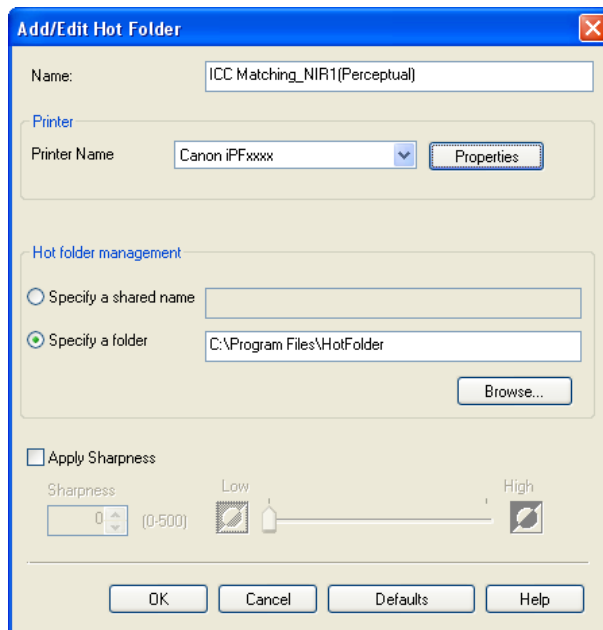 Add/Edit Hot Folder
Name: ICC Matching_NIR1(Perceptual)
Printer
Printer Name Canon iPFxxxx Properties
Hot folder management
Specify a shared name
Specify a folder C:\Program Files\HotFolder
Browse...
Apply Sharpness
Sharpness Low High
0 (0-500)
OK Cancel Defaults Help